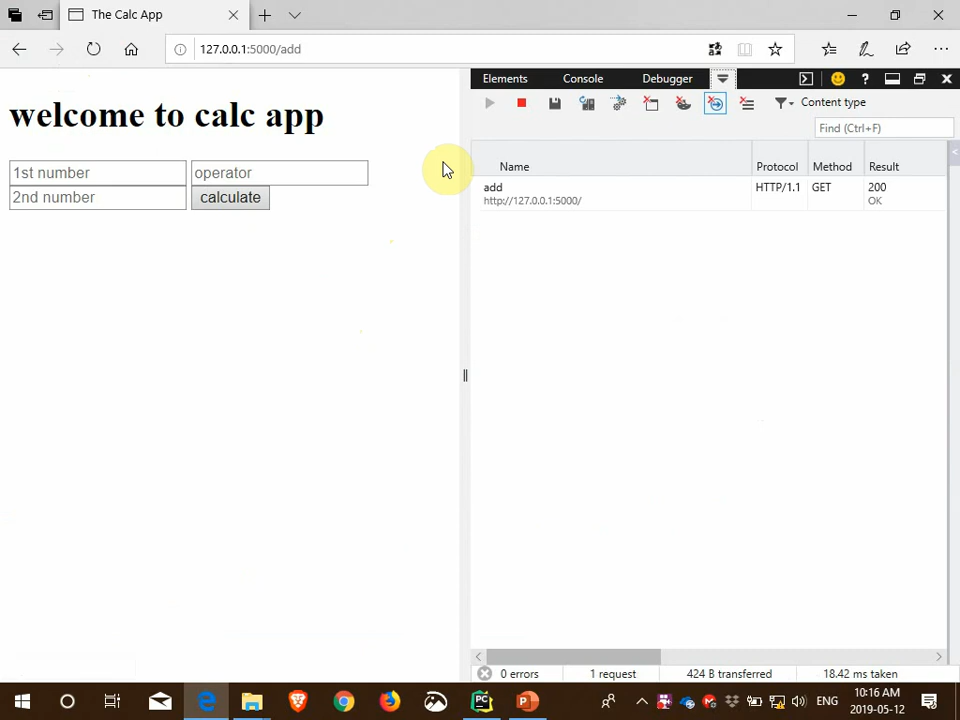 The Calc App
127.0.0.1:5000/add
welcome to calc app
1st number
operator
2nd number
calculate
Elements
Console
Debugger
Content type
Find (Ctrl+F)
Name
Protocol
Method
Result
add
HTTP/1.1
GET
200
http://127.0.0.1:5000/
OK
0 errors
1 request
424 B transferred
18.42 ms taken
ENG
10:16 AM
2019-05-12